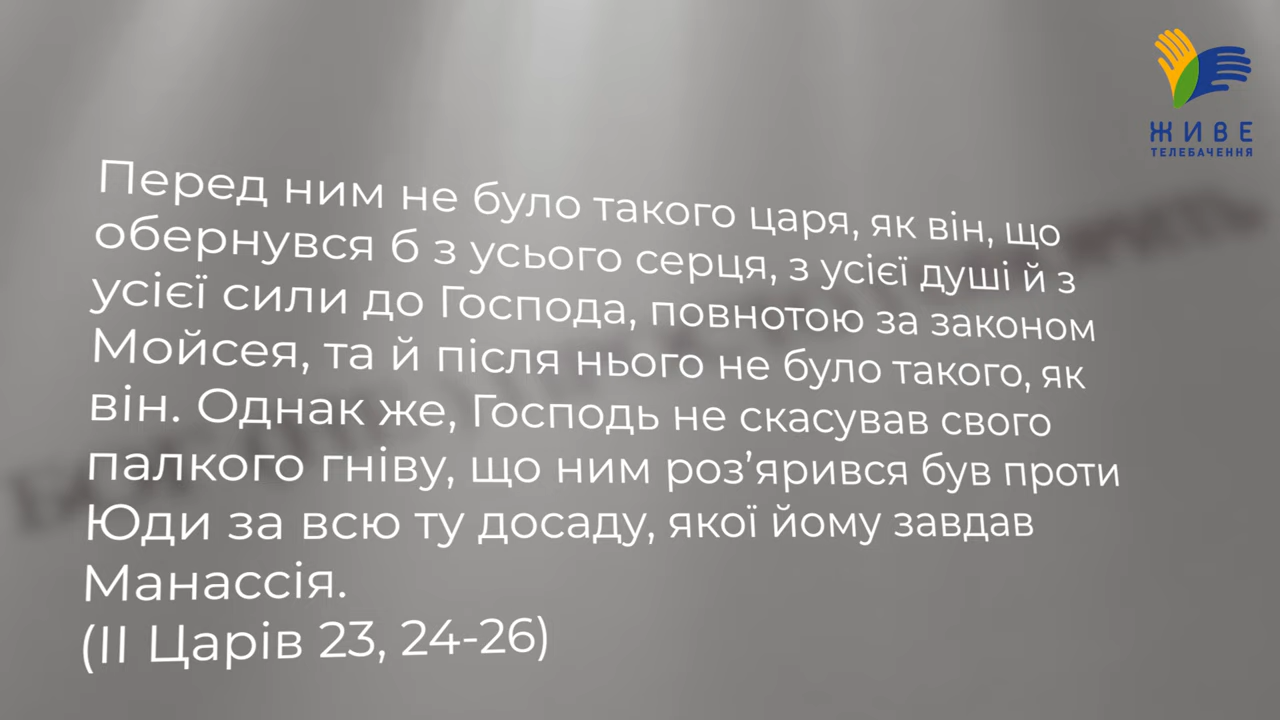 ЖИВЕ
ТЕЛЕБАЧЕННЯ
Перед ним не було такого царя, як він, що
обернувся б з усього серця, з усієї душі й з
усієї сили до Господа, повнотою за законом
Мойсея, та й після нього не було такого, як
він. Однак же, Господь не скасував свого
палкого гніву, що ним роз’ярився був проти
Юди за всю ту досаду, якої йому завдав
Манассія.
(II Царів 23, 24-26)